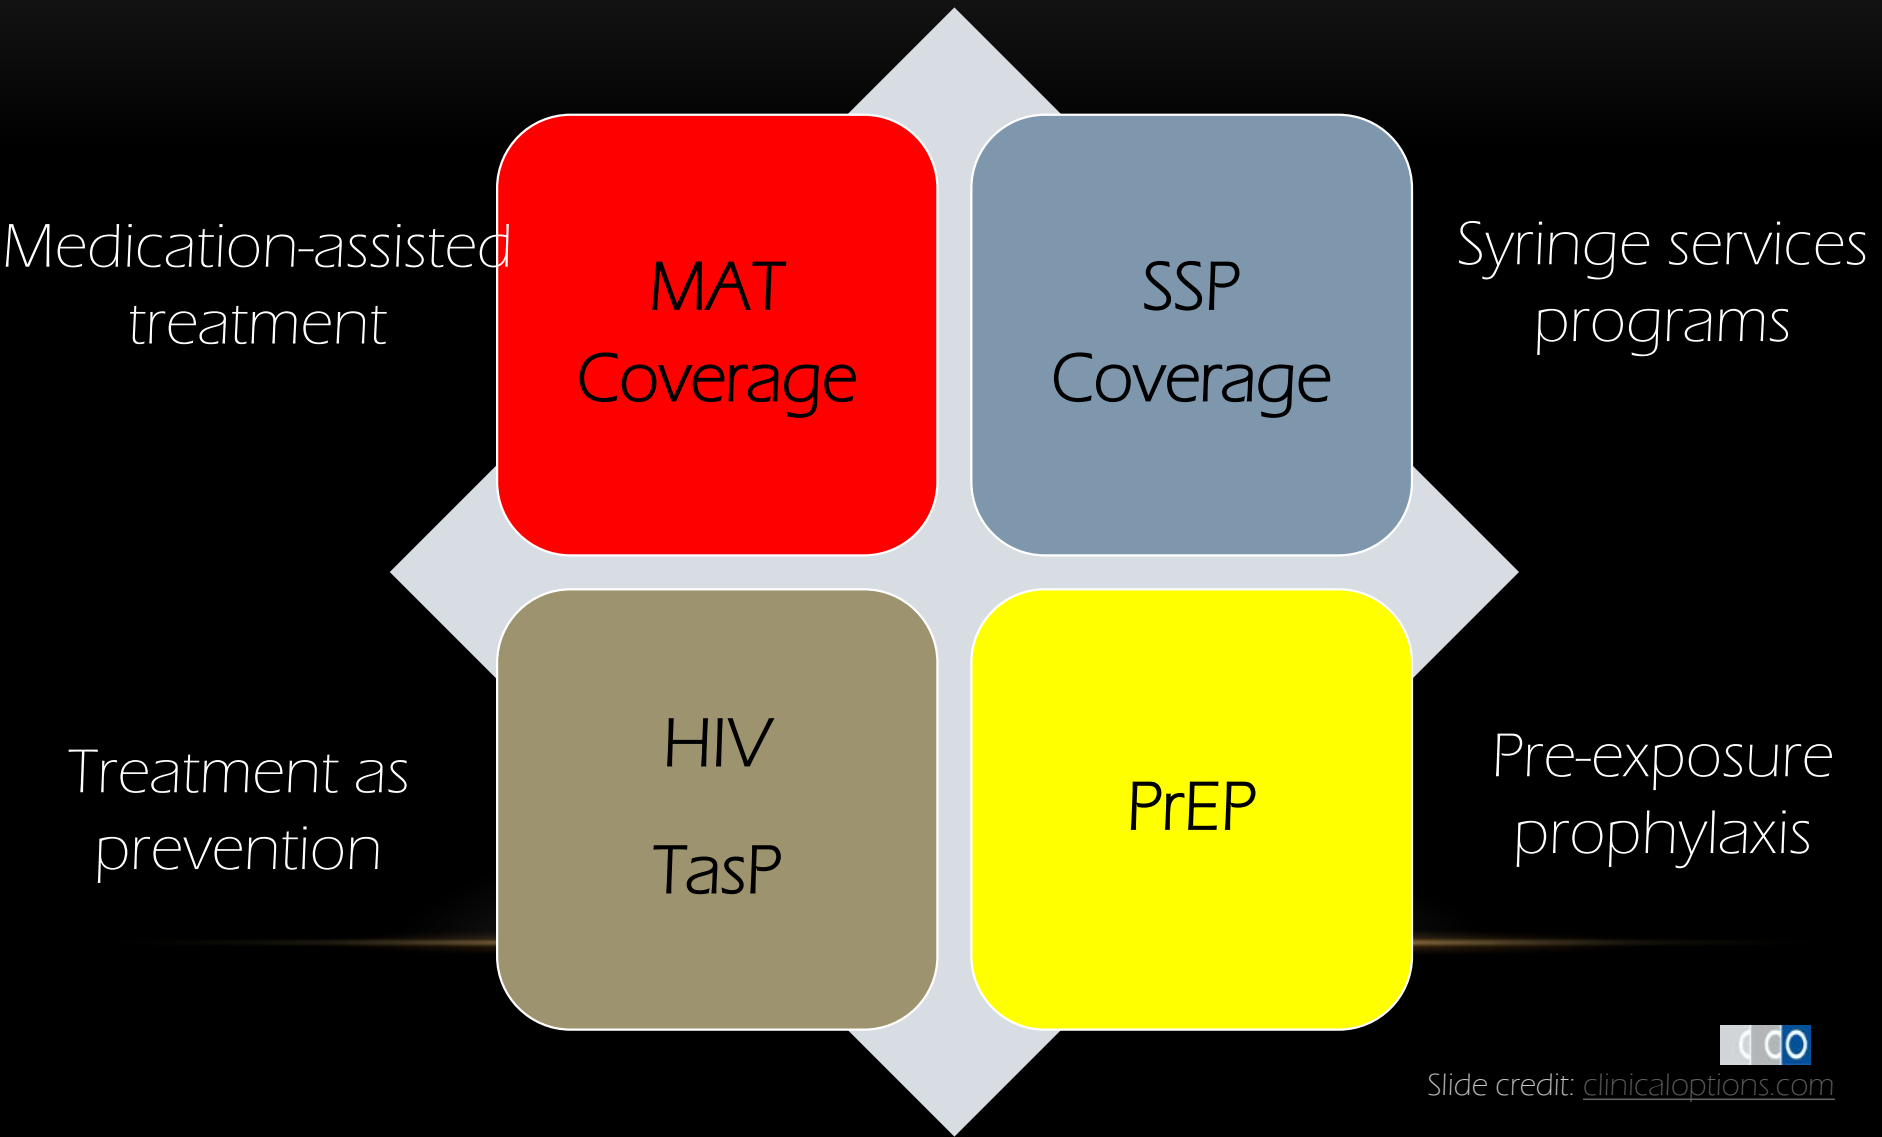 Medication-assisted
treatment
MAT
Coverage
SSP
Coverage
Syringe services
programs
Treatment as
prevention
HIV
TasP
PrEP
Pre-exposure
prophylaxis
CCO
Slide credit: clinicaloptions.com